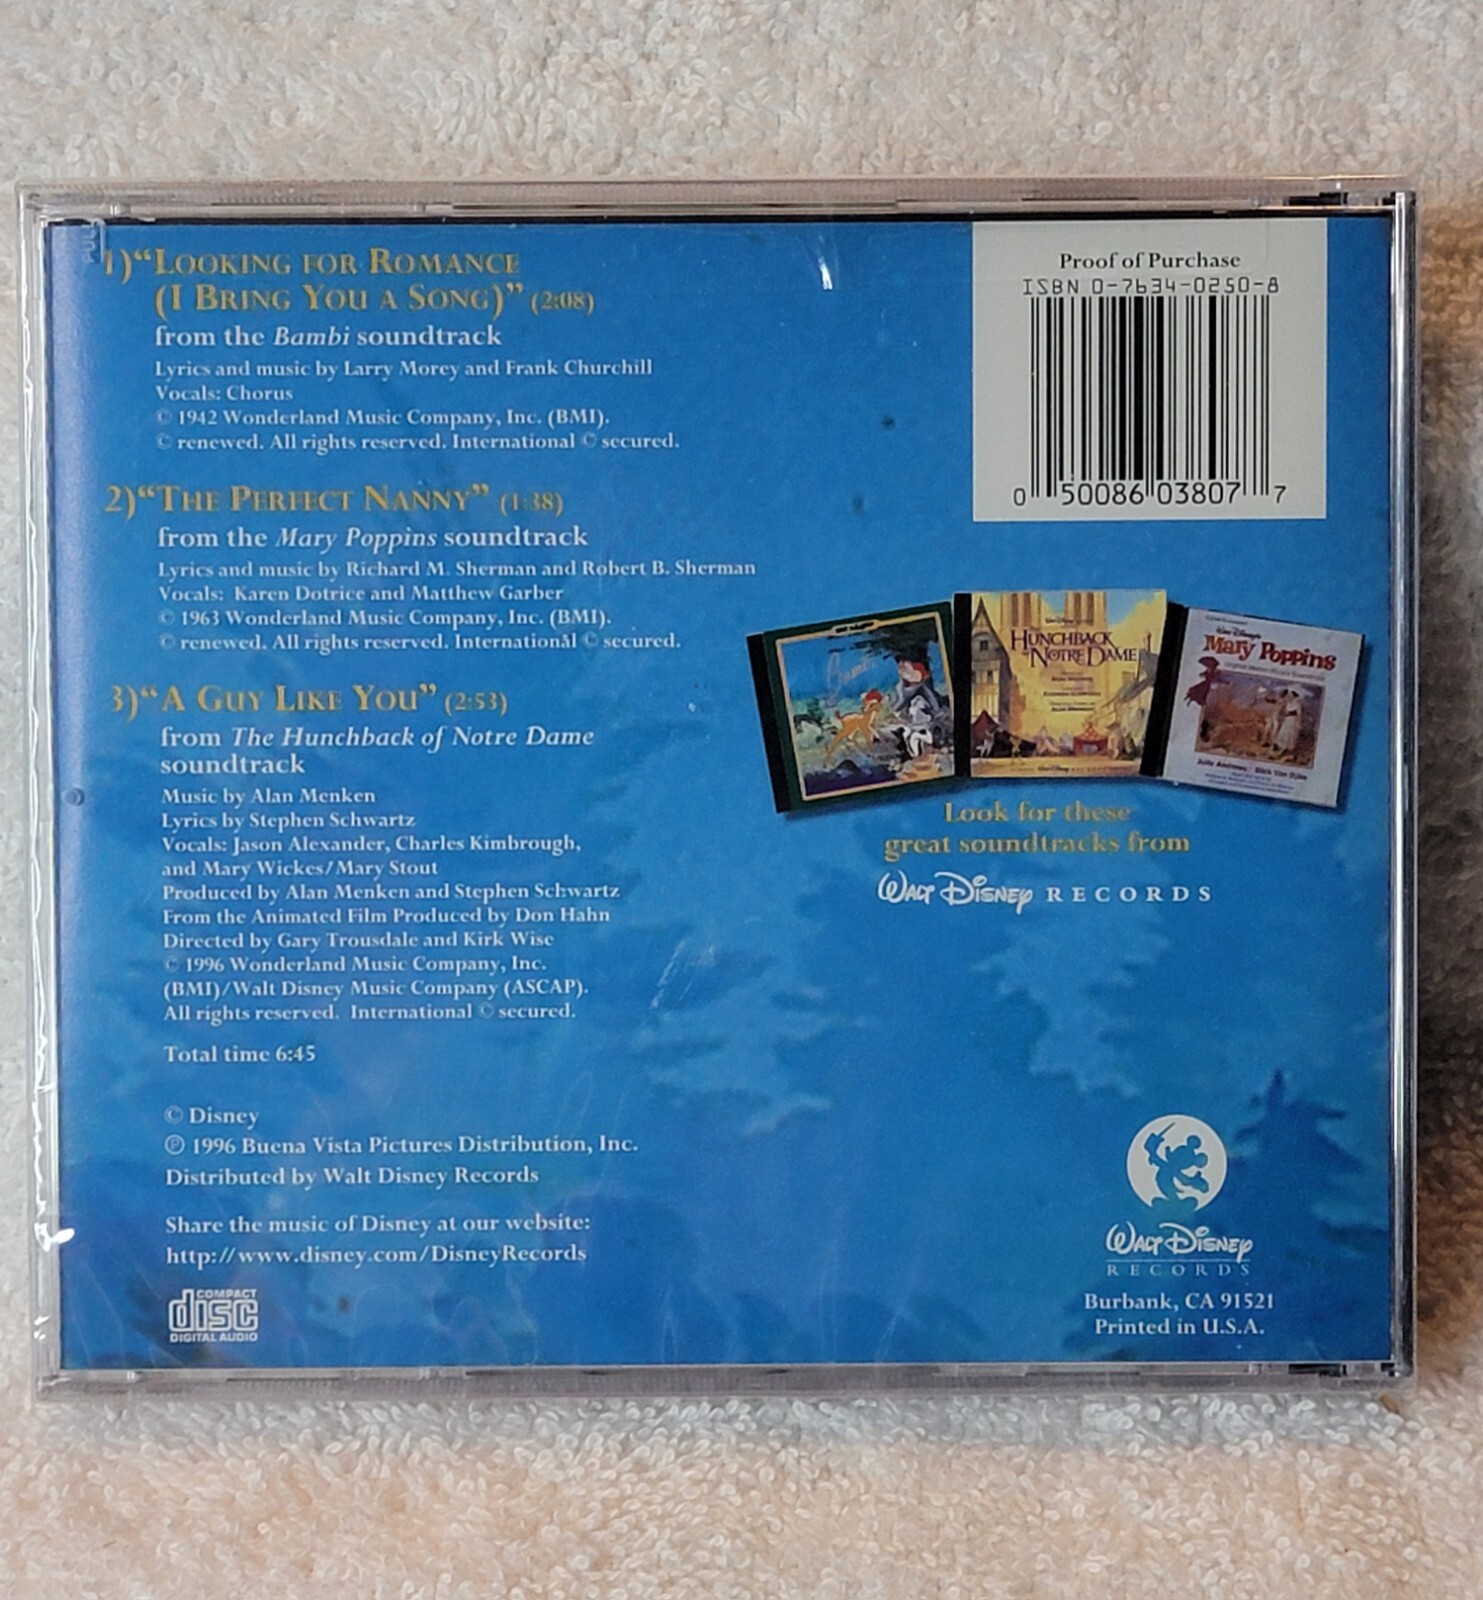 1) "LOOKING FOR ROMANCE
(I BRING YOU A SONG)" (2:08)
from the Bambi soundtrack
Lyrics and music by Larry Morey and Frank Churchill
Vocals: Chorus
© 1942 Wonderland Music Company, Inc. (BMI).
© renewed. All rights reserved. International © secured.
2) "THE PERFECT NANNY" (1:38)
from the Mary Poppins soundtrack
Lyrics and music by Richard M. Sherman and Robert B. Sherman
Vocals: Karen Dotrice and Matthew Garber
© 1963 Wonderland Music Company, Inc. (BMI).
© renewed. All rights reserved. International © secured.
3) "A GUY LIKE YOU" (2:53)
from The Hunchback of Notre Dame
soundtrack
Music by Alan Menken
Lyrics by Stephen Schwartz
Vocals: Jason Alexander, Charles Kimbrough,
and Mary Wickes/Mary Stout
Produced by Alan Menken and Stephen Schwartz
From the Animated Film Produced by Don Hahn
Directed by Gary Trousdale and Kirk Wise
© 1996 Wonderland Music Company, Inc.
(BMI)/Walt Disney Music Company (ASCAP).
All rights reserved. International © secured.
Total time 6:45
© Disney
℗ 1996 Buena Vista Pictures Distribution, Inc.
Distributed by Walt Disney Records
Share the music of Disney at our website:
http://www.disney.com/DisneyRecords
COMPACT
disc
DIGITAL AUDIO
Proof of Purchase
ISBN 0-7634-0250-8
0 50086 03807 7
Bambi
HUNCHBACK
NOTRE DAME
Walt Disney's
Mary Poppins
Julie Andrews Dick Van Dyke
Look for these
great soundtracks from
Walt Disney RECORDS
Walt Disney
RECORDS
Burbank, CA 91521
Printed in U.S.A.